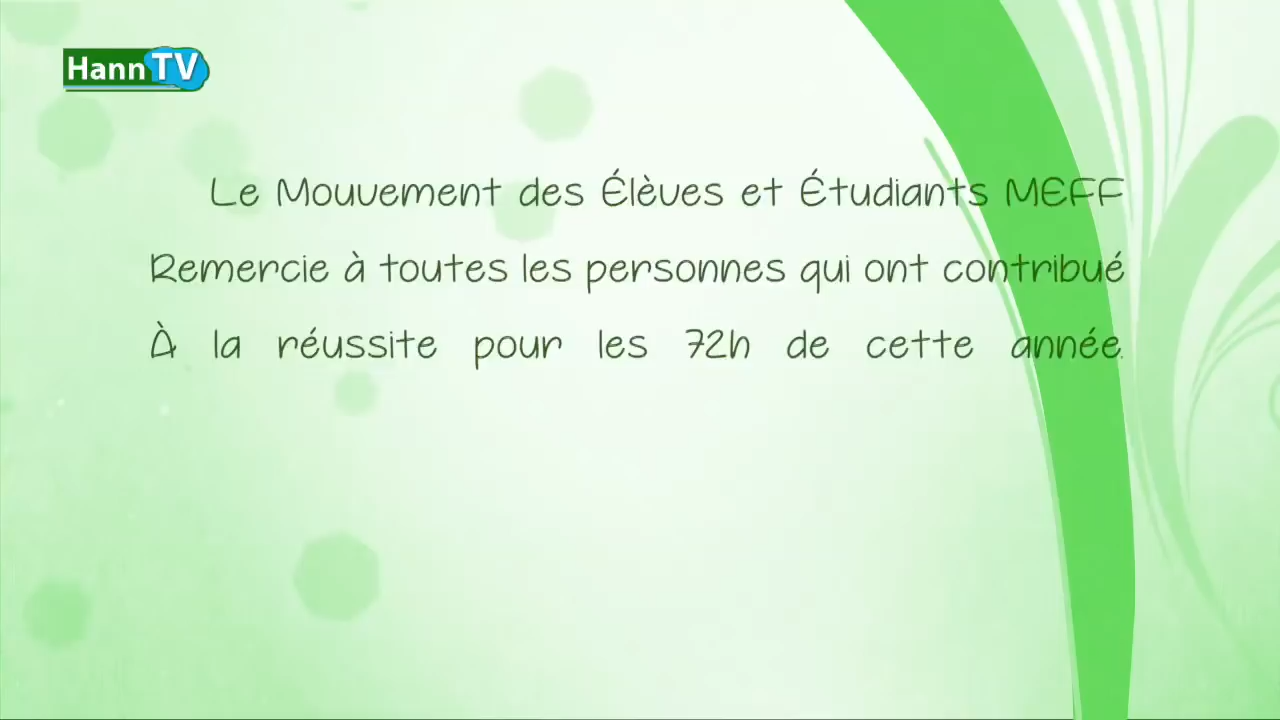 HannTV
Le Mouvement des Élèves et Étudiants MEFF
Remercie à toutes les personnes qui ont contribué
À la réussite pour les 72h de cette année.